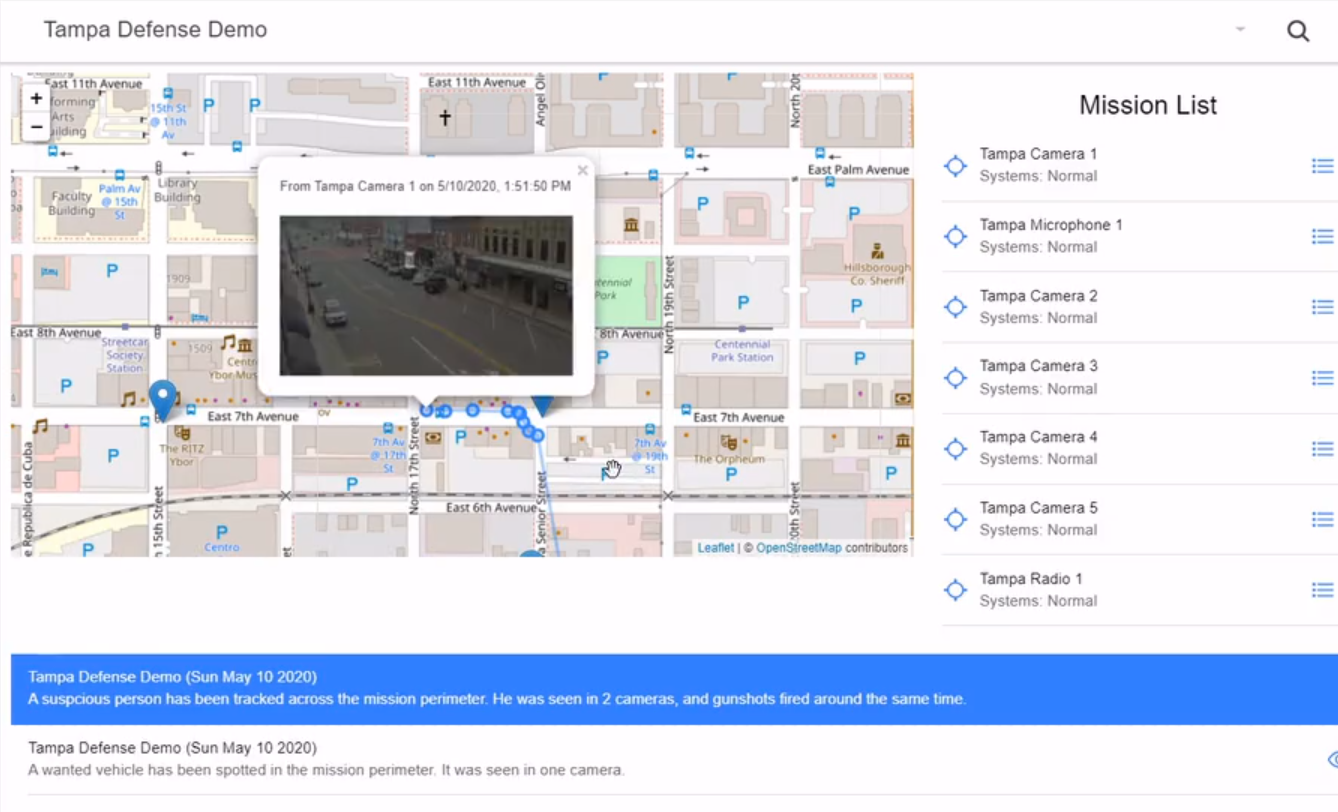 Tampa Defense Demo
+
−
East 11th Avenue
forming
Arts
uilding
15th St
@ 11th
Av
P
P
East 11th Avenue
P
P
North 20t
Faculty
Building
Palm Av
@ 15th
St
Library
Building
East Palm Avenue
P
P
From Tampa Camera 1 on 5/10/2020, 1:51:50 PM
×
P
1909
jtmy
jtmy
ntennial
Park
North 19th Street
P
Hillsborough
Co. Sheriff
P
East 8th Avenue
Streetcar
Society
Station
1509
Centro
Ybor Mus
P
8th Avenue
P
Centennial
Park Station
P
East 7th Avenue
ov
East 7th Avenue
e Republica de Cuba
P
The RITZ
Ybor
7th Av
@ 17th
St
North 17th Street
P
7th Av
@ 19th
St
P
The Orpheum
P
P
P
East 6th Avenue
15th Street
P
Centro
P
a Senior Street
20th Street
Leaflet | © OpenStreetMap contributors
Mission List
Tampa Camera 1
Systems: Normal
Tampa Microphone 1
Systems: Normal
Tampa Camera 2
Systems: Normal
Tampa Camera 3
Systems: Normal
Tampa Camera 4
Systems: Normal
Tampa Camera 5
Systems: Normal
Tampa Radio 1
Systems: Normal
Tampa Defense Demo (Sun May 10 2020)
A suspcious person has been tracked across the mission perimeter. He was seen in 2 cameras, and gunshots fired around the same time.
Tampa Defense Demo (Sun May 10 2020)
A wanted vehicle has been spotted in the mission perimeter. It was seen in one camera.